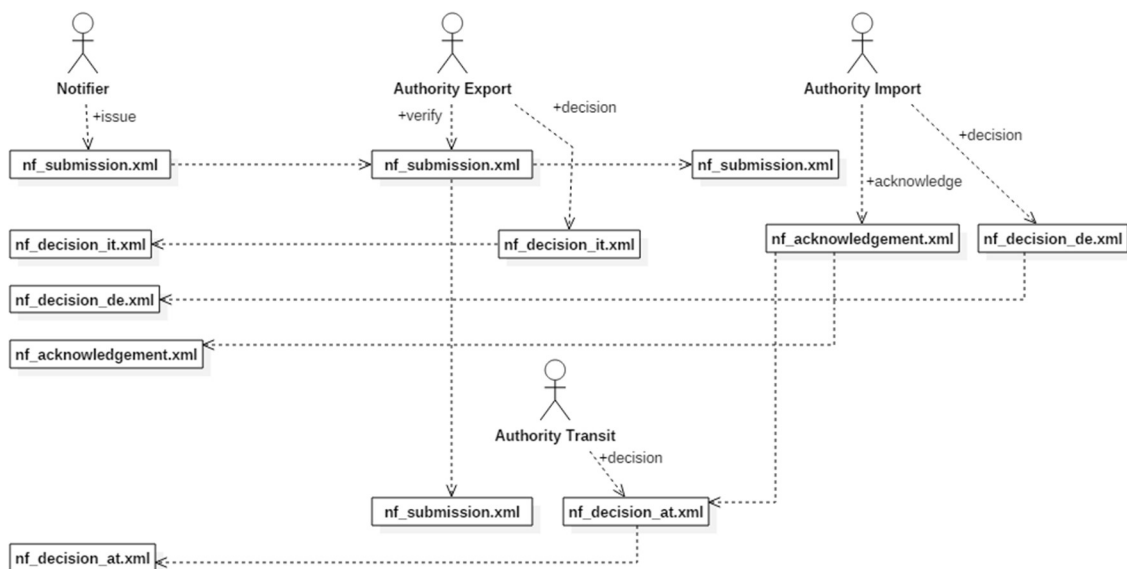 Notifier
Authority Export
Authority Import
+issue
+verify
+decision
+decision
nf_submission.xml
nf_submission.xml
nf_submission.xml
+acknowledge
nf_decision_it.xml
nf_decision_it.xml
nf_acknowledgement.xml
nf_decision_de.xml
nf_decision_de.xml
nf_acknowledgement.xml
Authority Transit
+decision
nf_submission.xml
nf_decision_at.xml
nf_decision_at.xml